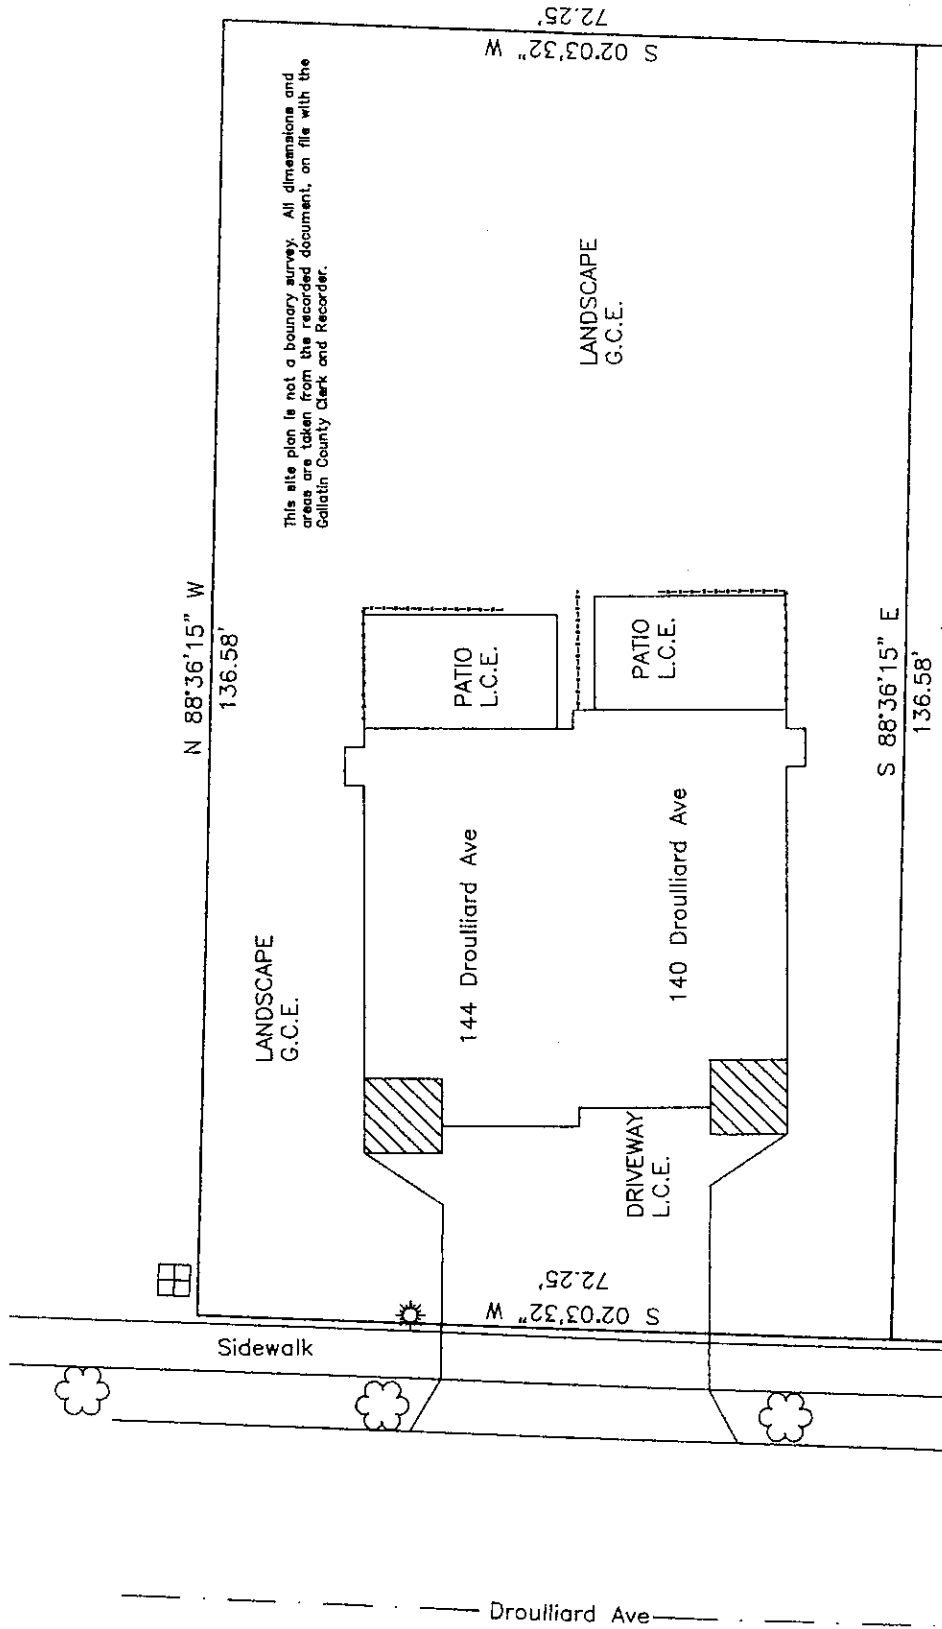 72.25'
S 02°03'32" W
This site plan is not a bounary survey. All dimensions and
areas are taken from the recorded document, on file with the
Gallatin County Clerk and Recorder.
LANDSCAPE
G.C.E.
N 88°36'15" W
136.58'
PATIO
L.C.E.
PATIO
L.C.E.
S 88°36'15" E
136.58'
144 Droulliard Ave
140 Droulliard Ave
LANDSCAPE
G.C.E.
DRIVEWAY
L.C.E.
72.25'
S 02°03'32" W
Sidewalk
Droulliard Ave